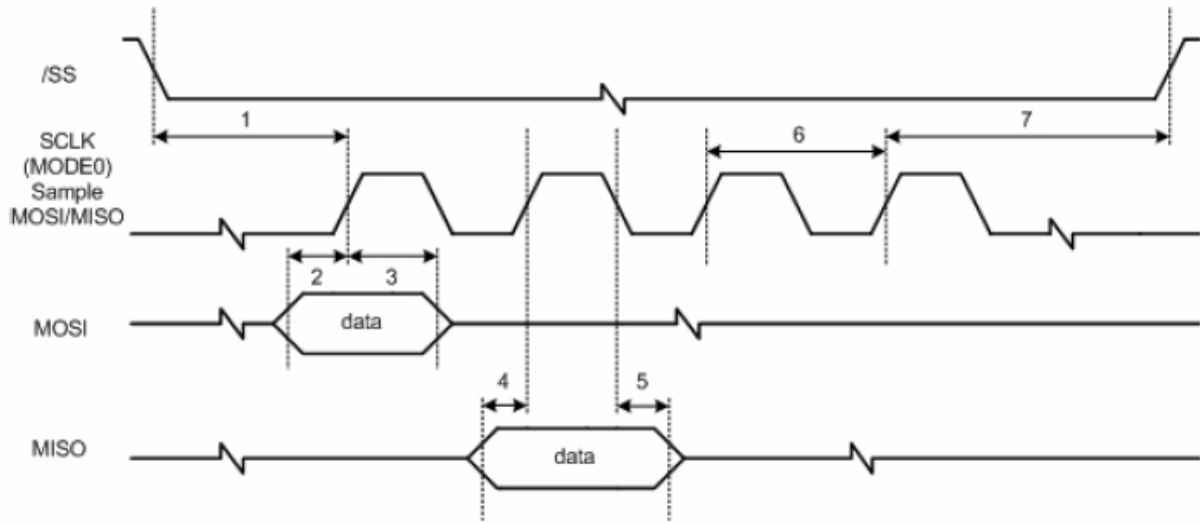 /SS
1
7
6
SCLK
(MODE0)
Sample
MOSI/MISO
2
3
MOSI
data
4
5
MISO
data